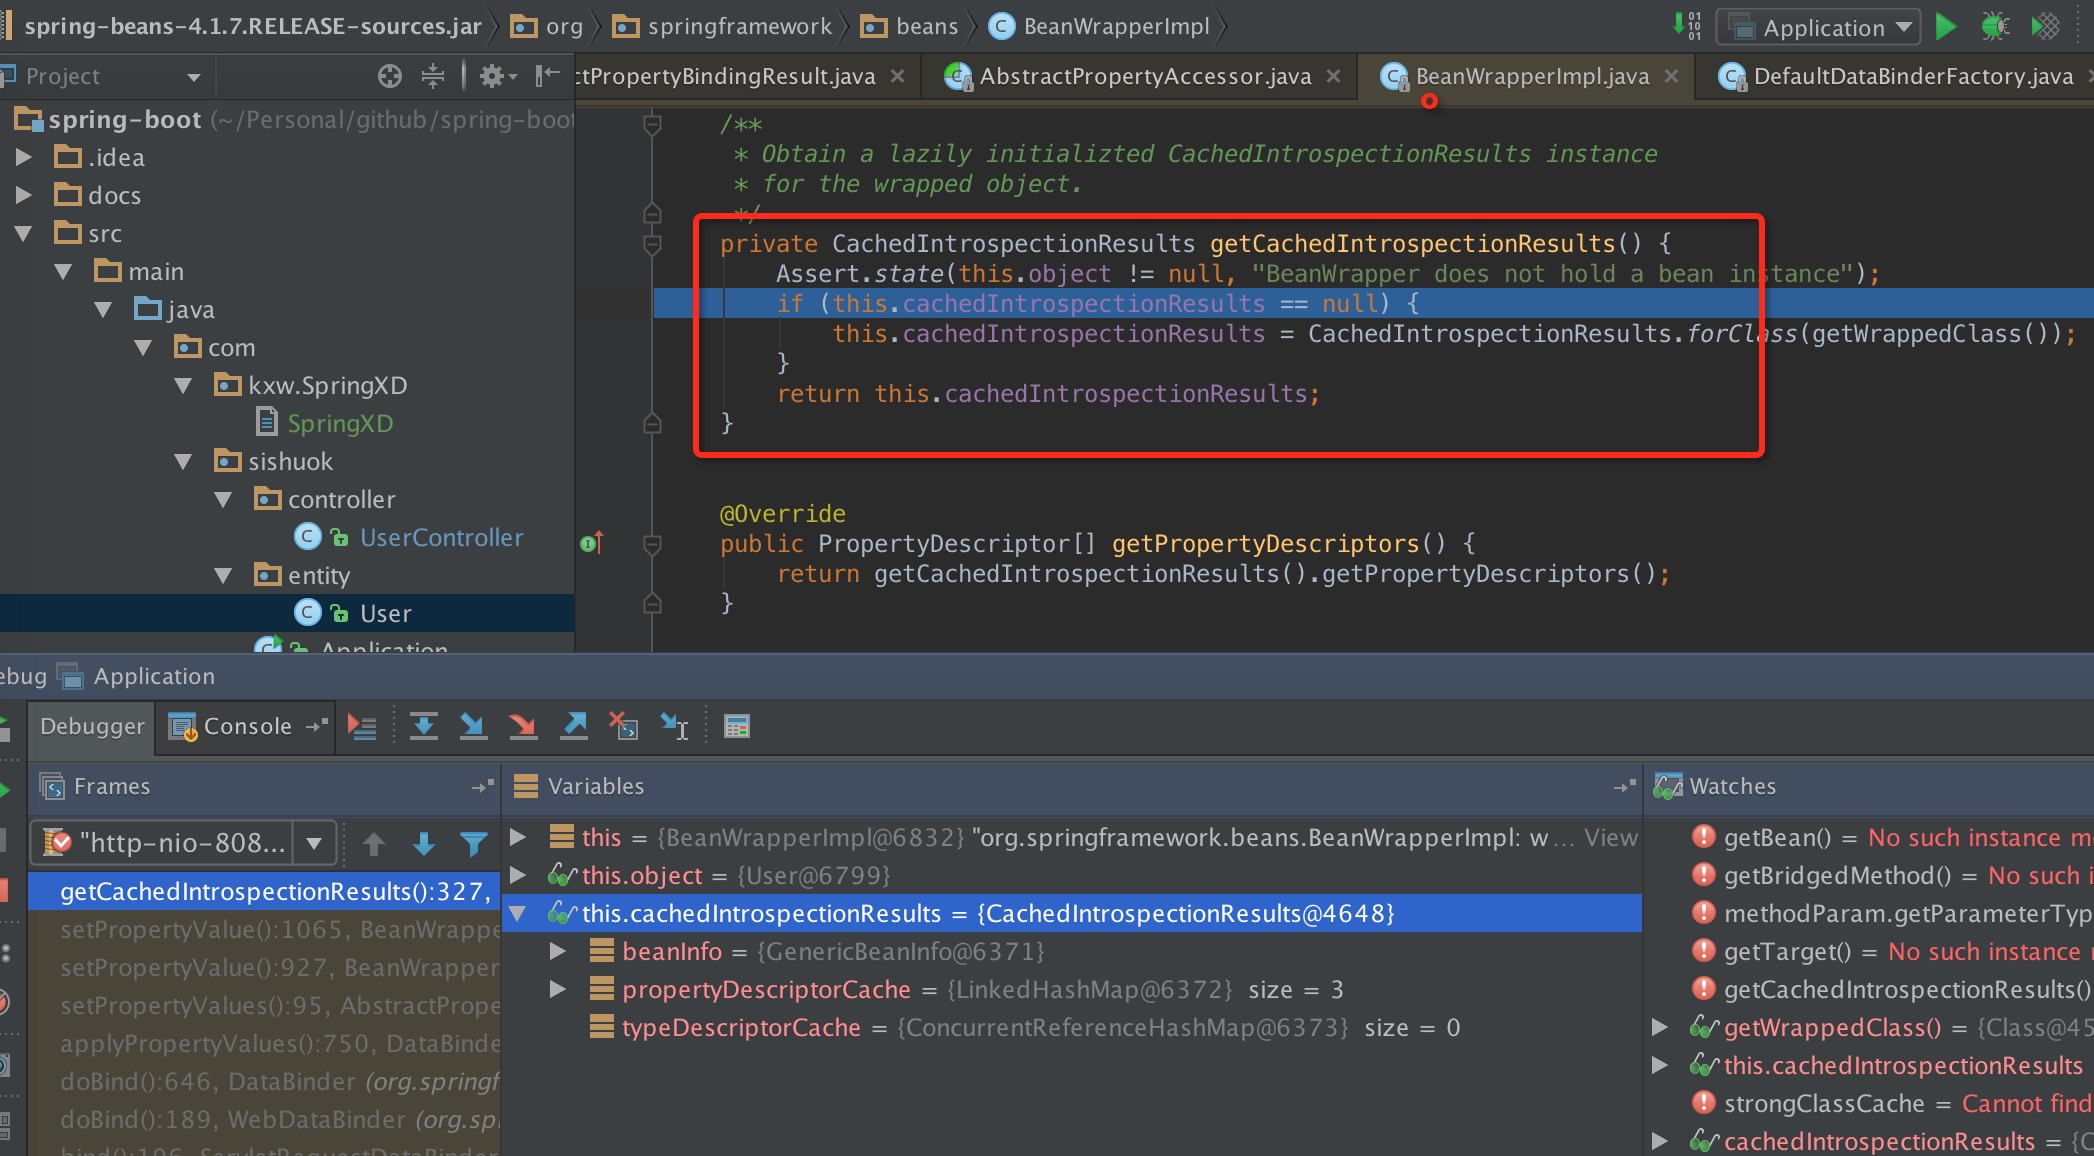 spring-beans-4.1.7.RELEASE-sources.jar org springframework beans BeanWrapperImpl Application
Project
ctPropertyBindingResult.java AbstractPropertyAccessor.java BeanWrapperImpl.java DefaultDataBinderFactory.java
spring-boot (~/Personal/github/spring-boot
.idea
docs
src
main
java
com
kxw.SpringXD
SpringXD
sishuok
controller
UserController
entity
User
Application
/**
* Obtain a lazily initializted CachedIntrospectionResults instance
* for the wrapped object.
*/
private CachedIntrospectionResults getCachedIntrospectionResults() {
Assert.state(this.object != null, "BeanWrapper does not hold a bean instance");
if (this.cachedIntrospectionResults == null) {
this.cachedIntrospectionResults = CachedIntrospectionResults.forClass(getWrappedClass());
}
return this.cachedIntrospectionResults;
}
@Override
public PropertyDescriptor[] getPropertyDescriptors() {
return getCachedIntrospectionResults().getPropertyDescriptors();
}
ebug Application
Debugger Console
Frames
"http-nio-808...
getCachedIntrospectionResults():327,
setPropertyValue():1065, BeanWrappe
setPropertyValue():927, BeanWrapper
setPropertyValues():95, AbstractPrope
applyPropertyValues():750, DataBinde
doBind():646, DataBinder (org.springf
doBind():189, WebDataBinder (org.sp
bind():106, ServletRequestDataBinder
Variables
this = {BeanWrapperImpl@6832} "org.springframework.beans.BeanWrapperImpl: w... View
this.object = {User@6799}
this.cachedIntrospectionResults = {CachedIntrospectionResults@4648}
beanInfo = {GenericBeanInfo@6371}
propertyDescriptorCache = {LinkedHashMap@6372} size = 3
typeDescriptorCache = {ConcurrentReferenceHashMap@6373} size = 0
Watches
getBean() = No such instance m
getBridgedMethod() = No such i
methodParam.getParameterTyp
getTarget() = No such instance
getCachedIntrospectionResults()
getWrappedClass() = {Class@45
this.cachedIntrospectionResults
strongClassCache = Cannot find
cachedIntrospectionResults = {C